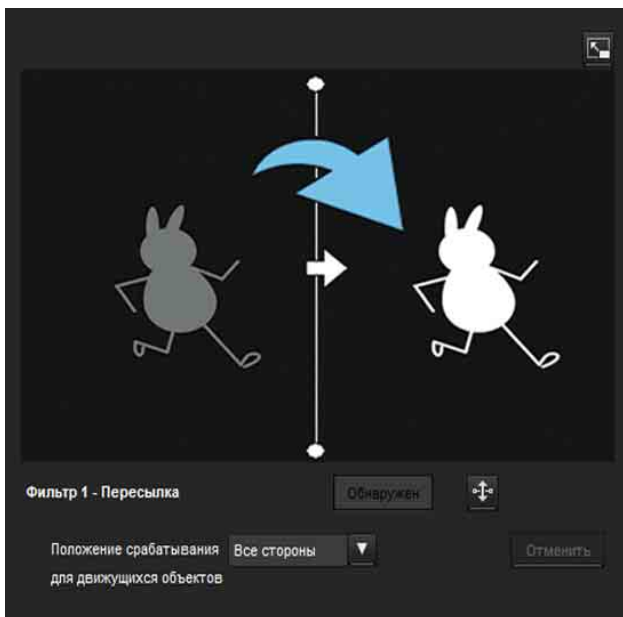 Фильтр 1 - Пересылка
Обнаружен
Положение срабатывания
для движущихся объектов
Все стороны
Отменить